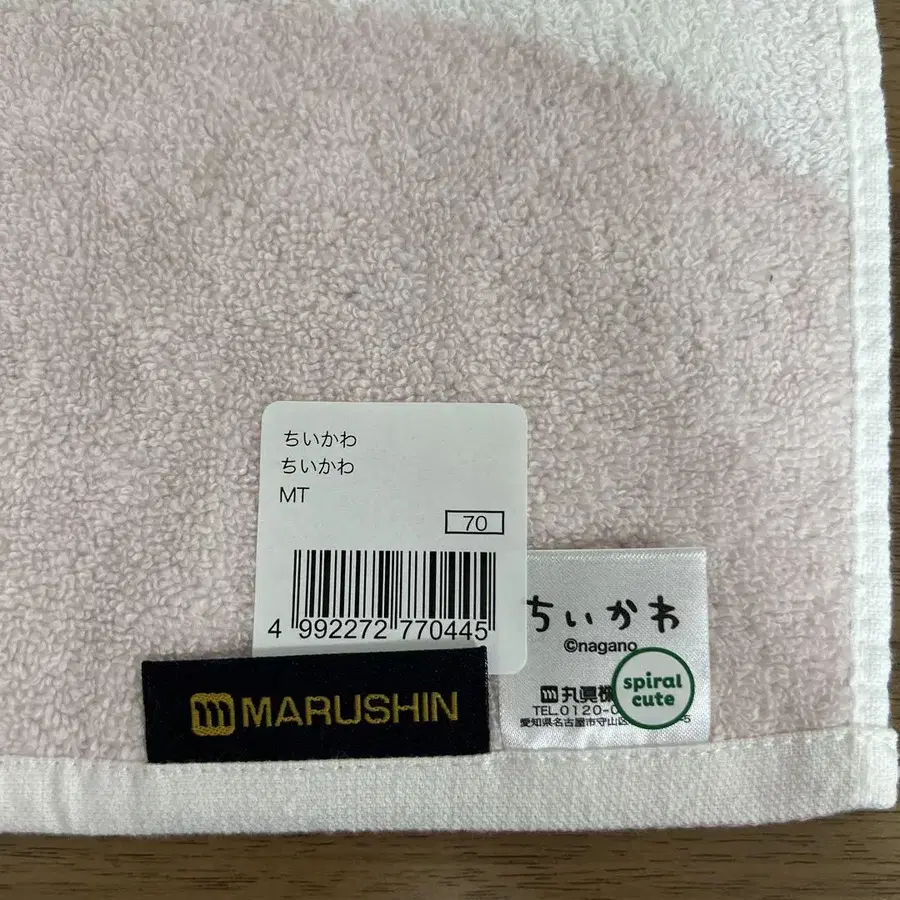 ちいかわ
ちいかわ
MT
70
4 992272 770445
MARUSHIN
ちいかわ
©nagano
丸眞
TEL.0120-
愛知県名古屋市守山区
spiral
cute